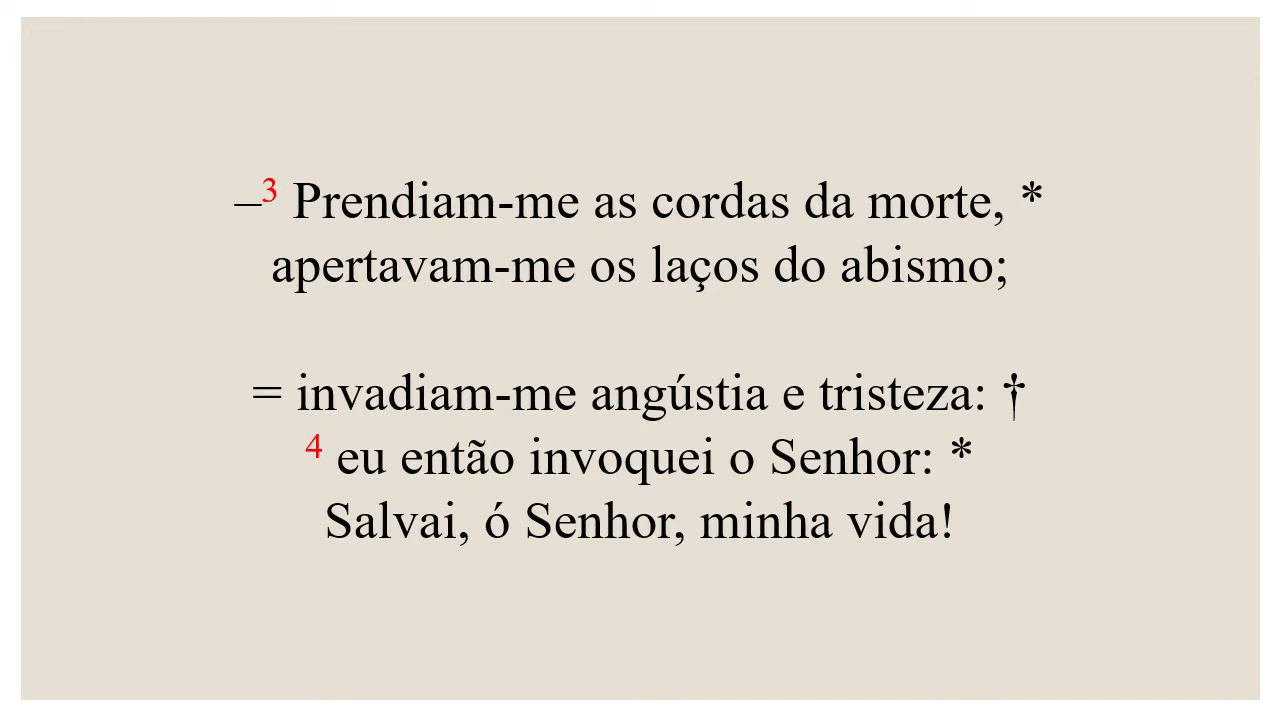 –3 Prendiam-me as cordas da morte, *
apertavam-me os laços do abismo;
= invadiam-me angústia e tristeza: †
4 eu então invoquei o Senhor: *
Salvai, ó Senhor, minha vida!